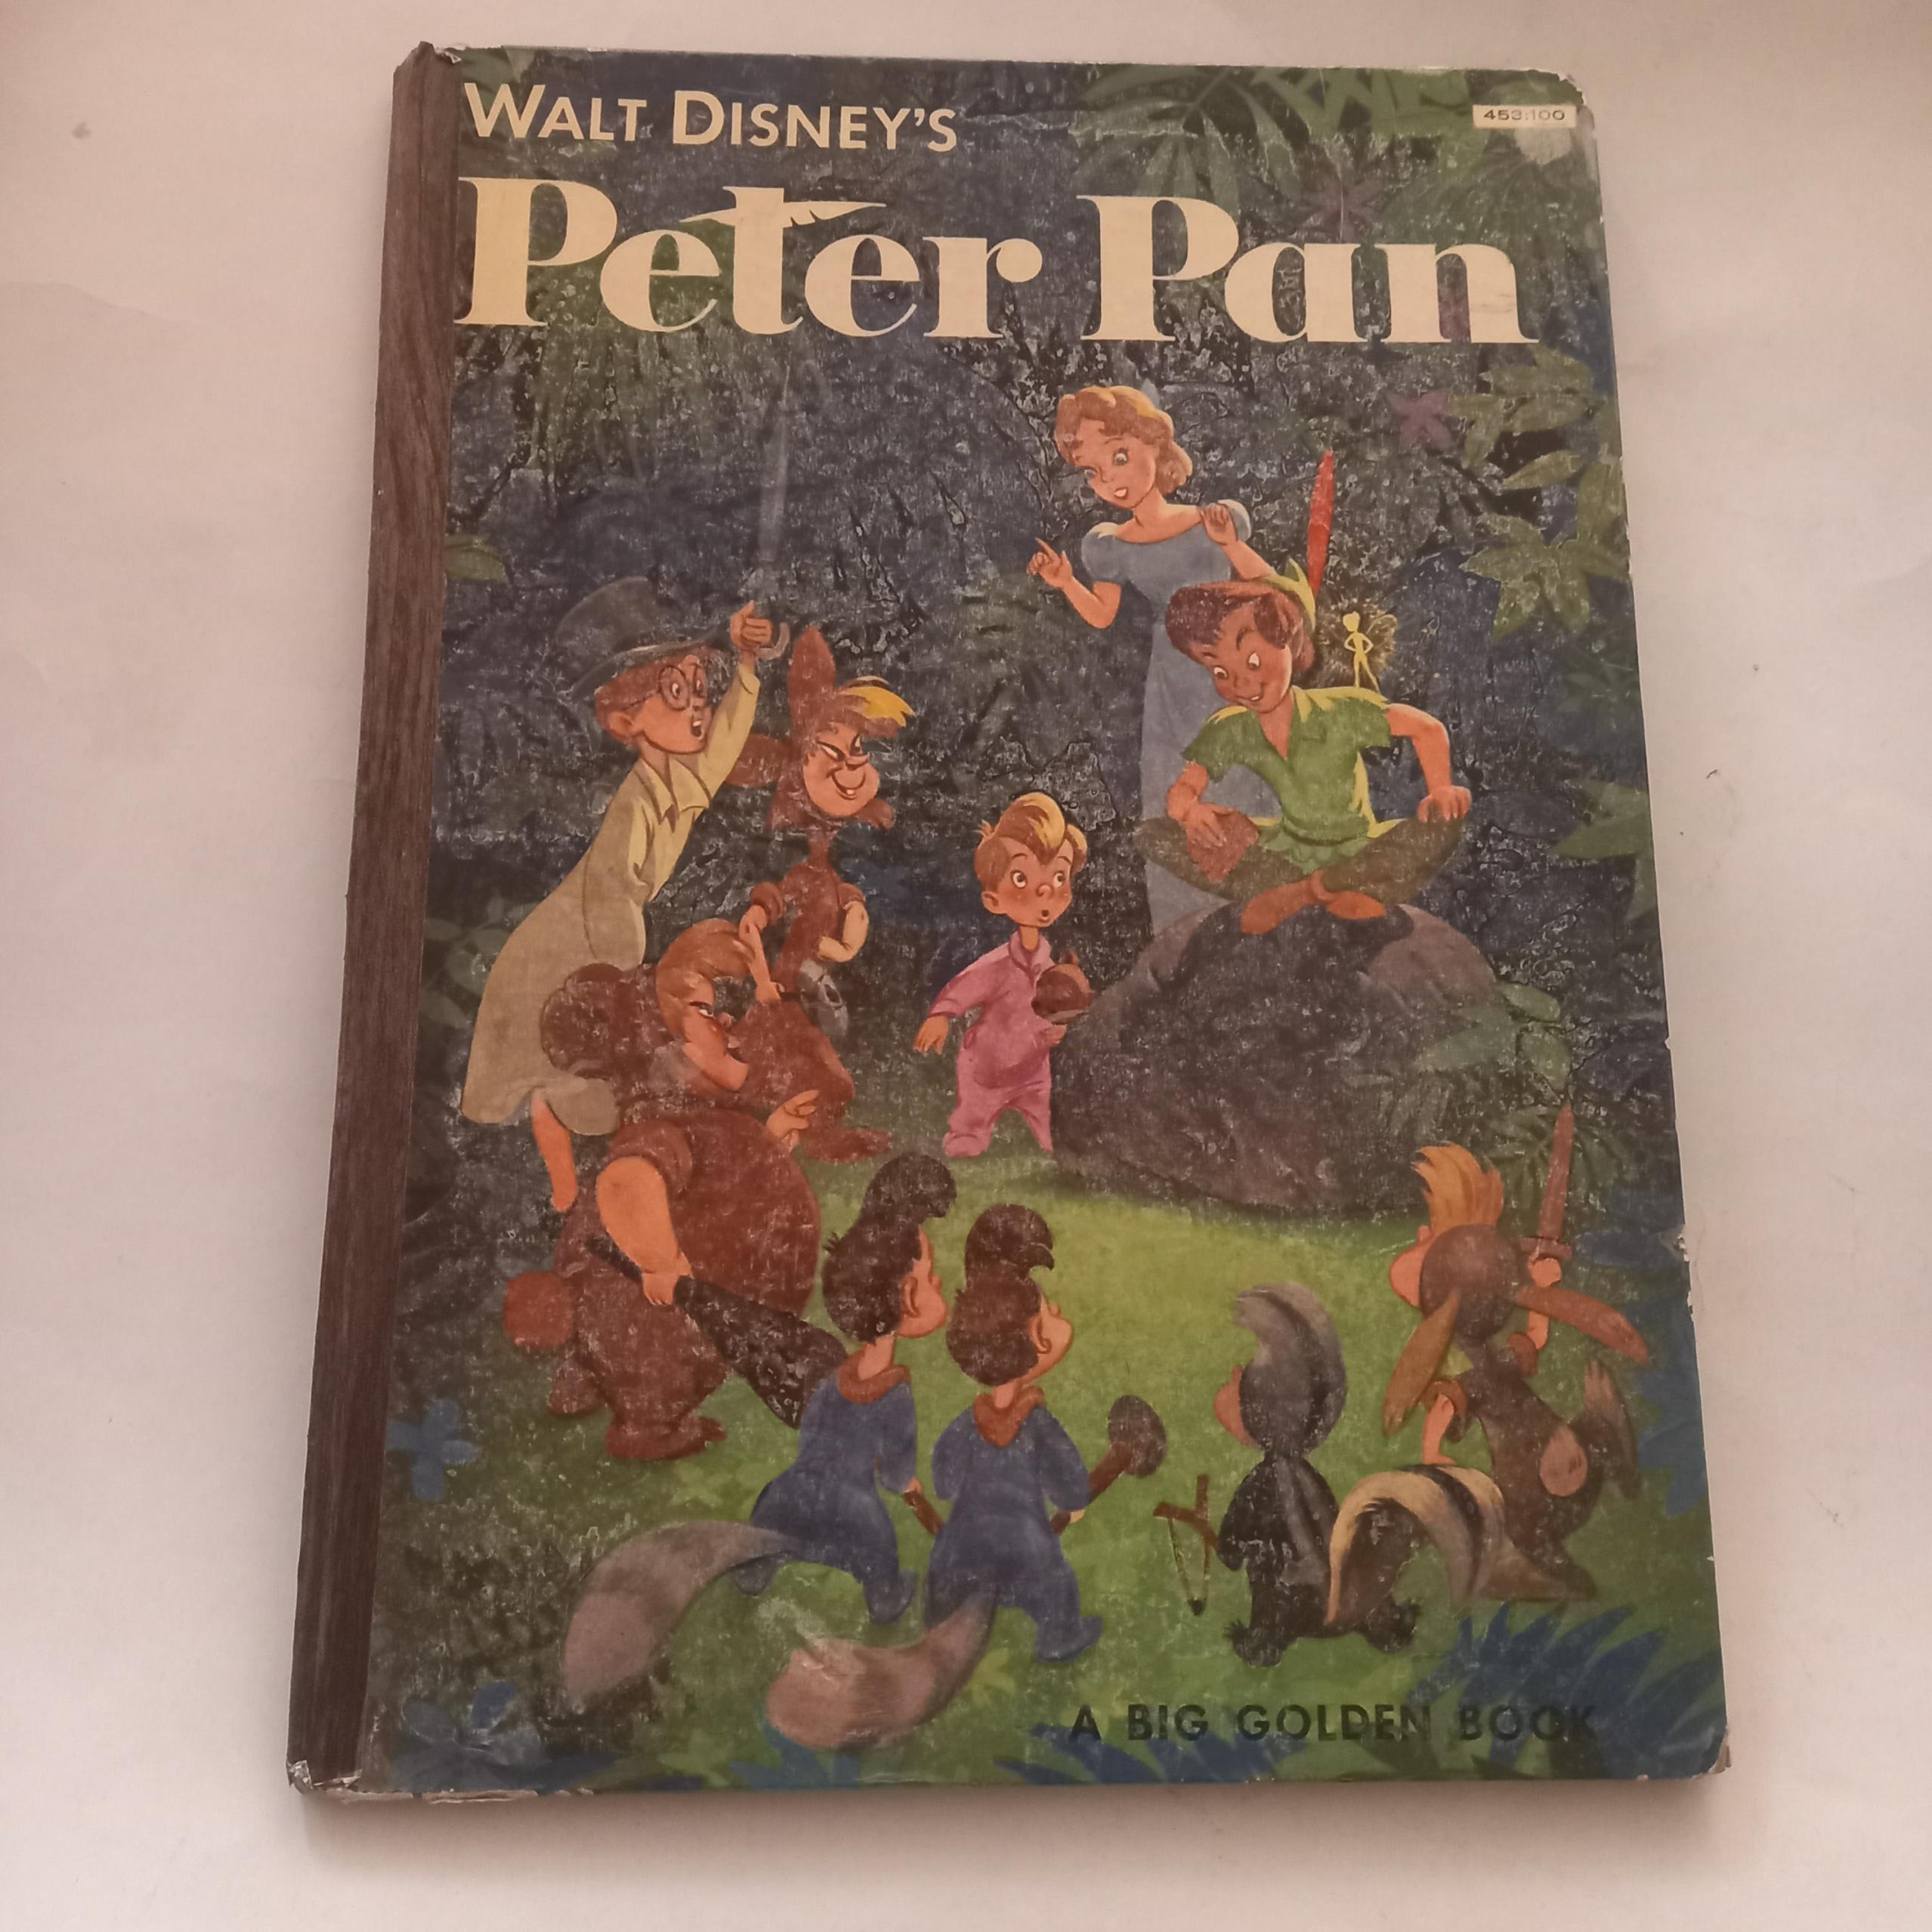 WALT DISNEY'S
453:100
Peter Pan
A BIG GOLDEN BOOK